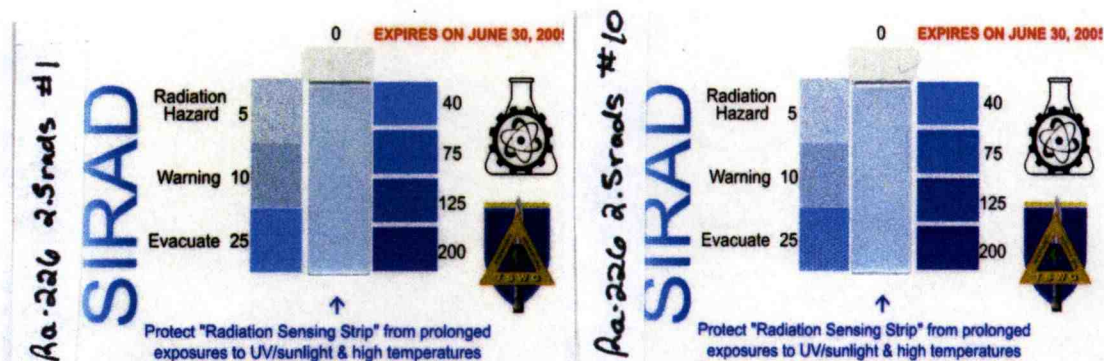 Ra-226 2.5rads #1
SIRAD
0
EXPIRES ON JUNE 30, 2005
Radiation Hazard 5
Warning 10
Evacuate 25
40
75
125
200
↑
Protect "Radiation Sensing Strip" from prolonged
exposures to UV/sunlight & high temperatures
Ra-226 2.5rads #10
SIRAD
0
EXPIRES ON JUNE 30, 2005
Radiation Hazard 5
Warning 10
Evacuate 25
40
75
125
200
↑
Protect "Radiation Sensing Strip" from prolonged
exposures to UV/sunlight & high temperatures